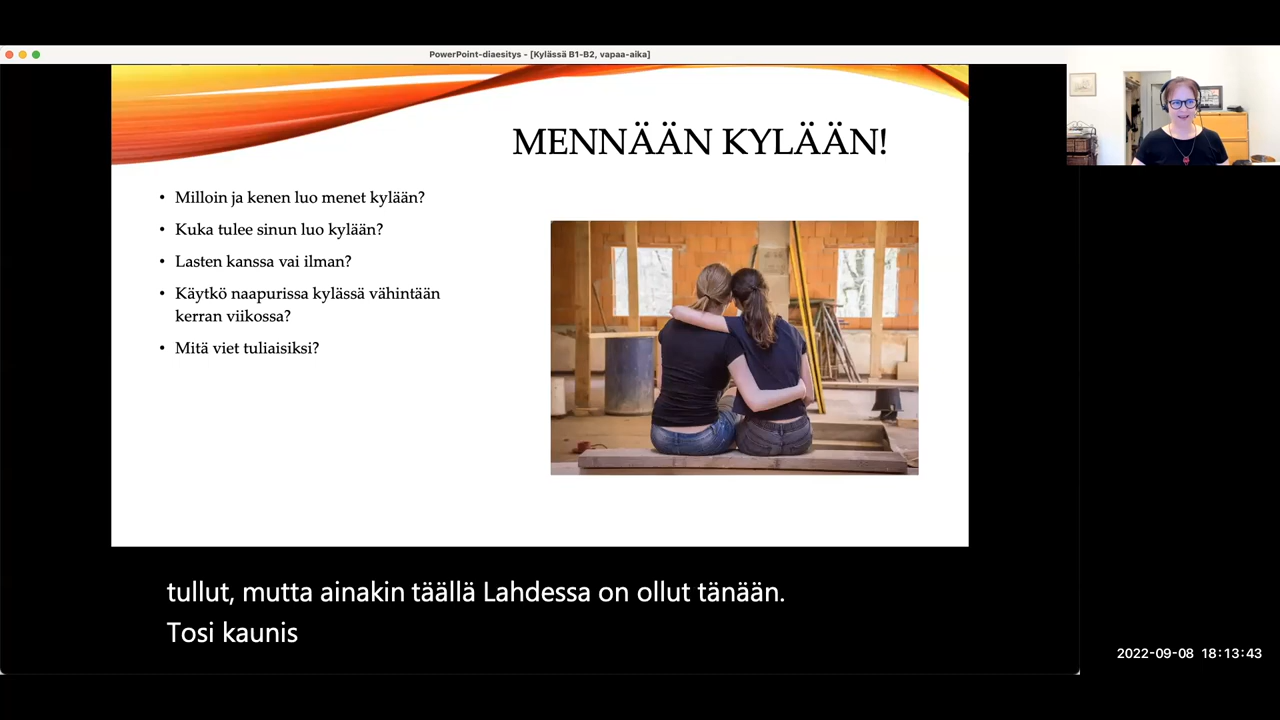 PowerPoint-diaesitys - [Kylässä B1-B2, vapaa-aika]
MENNÄÄN KYLÄÄN!
• Milloin ja kenen luo menet kylään?
• Kuka tulee sinun luo kylään?
• Lasten kanssa vai ilman?
• Käytkö naapurissa kylässä vähintään
kerran viikossa?
• Mitä viet tuliaisiksi?
tullut, mutta ainakin täällä Lahdessa on ollut tänään.
Tosi kaunis
2022-09-08 18:13:43